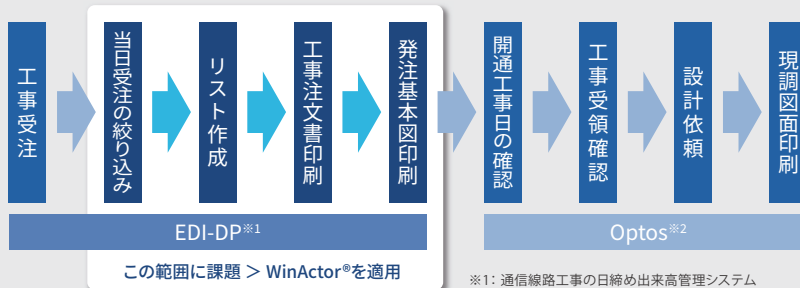 工事受注
当日受注の絞り込み
リスト作成
工事注文書印刷
発注基本図印刷
開通工事日の確認
工事受領確認
設計依頼
現調図面印刷
EDI-DP※1
Optos※2
この範囲に課題 > WinActor®を適用
※1: 通信線路工事の日締め出来高管理システム